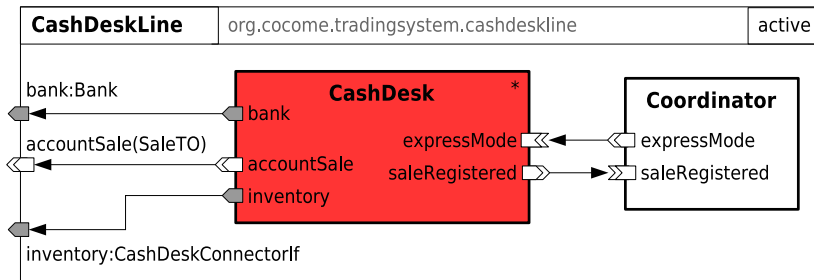 CashDeskLine
org.cocome.tradingsystem.cashdeskline
active
bank:Bank
accountSale(SaleTO)
inventory:CashDeskConnectorIf
CashDesk
*
bank
accountSale
inventory
expressMode
saleRegistered
Coordinator
expressMode
saleRegistered